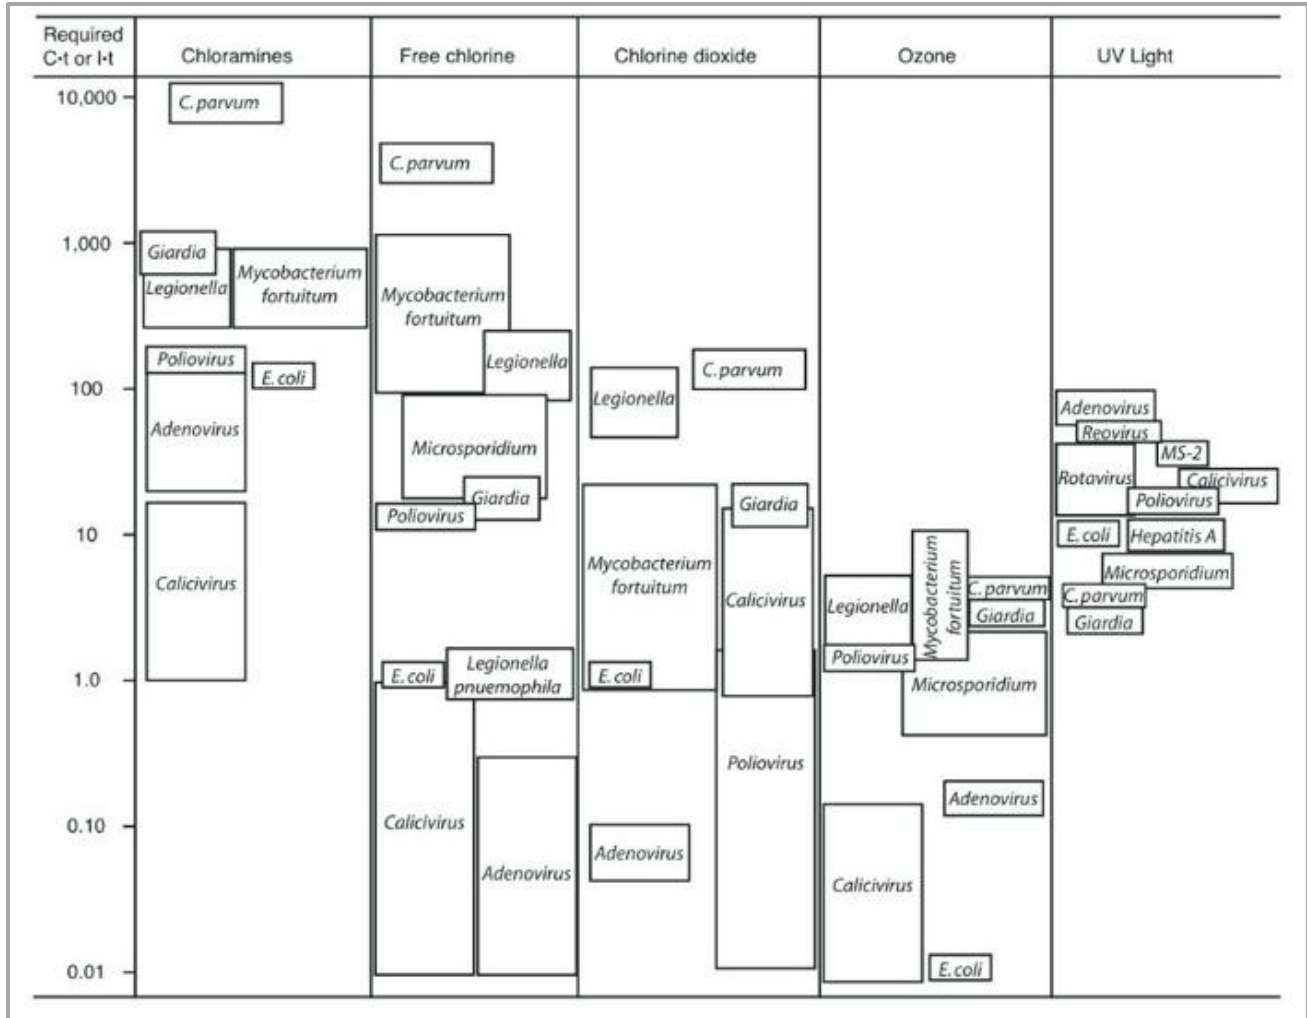 Required
C·t or I·t
Chloramines
Free chlorine
Chlorine dioxide
Ozone
UV Light
10,000
1,000
100
10
1.0
0.10
0.01
C. parvum
Giardia
Legionella
Mycobacterium
fortuitum
Poliovirus
E. coli
Adenovirus
Calicivirus
C. parvum
Mycobacterium
fortuitum
Legionella
Microsporidium
Giardia
Poliovirus
E. coli
Legionella
pnuemophila
Calicivirus
Adenovirus
C. parvum
Legionella
Giardia
Mycobacterium
fortuitum
Calicivirus
E. coli
Poliovirus
Adenovirus
Mycobacterium
fortuitum
C. parvum
Legionella
Giardia
Poliovirus
Microsporidium
Adenovirus
Calicivirus
E. coli
Adenovirus
Reovirus
MS-2
Rotavirus
Calicivirus
Poliovirus
E. coli
Hepatitis A
Microsporidium
C. parvum
Giardia